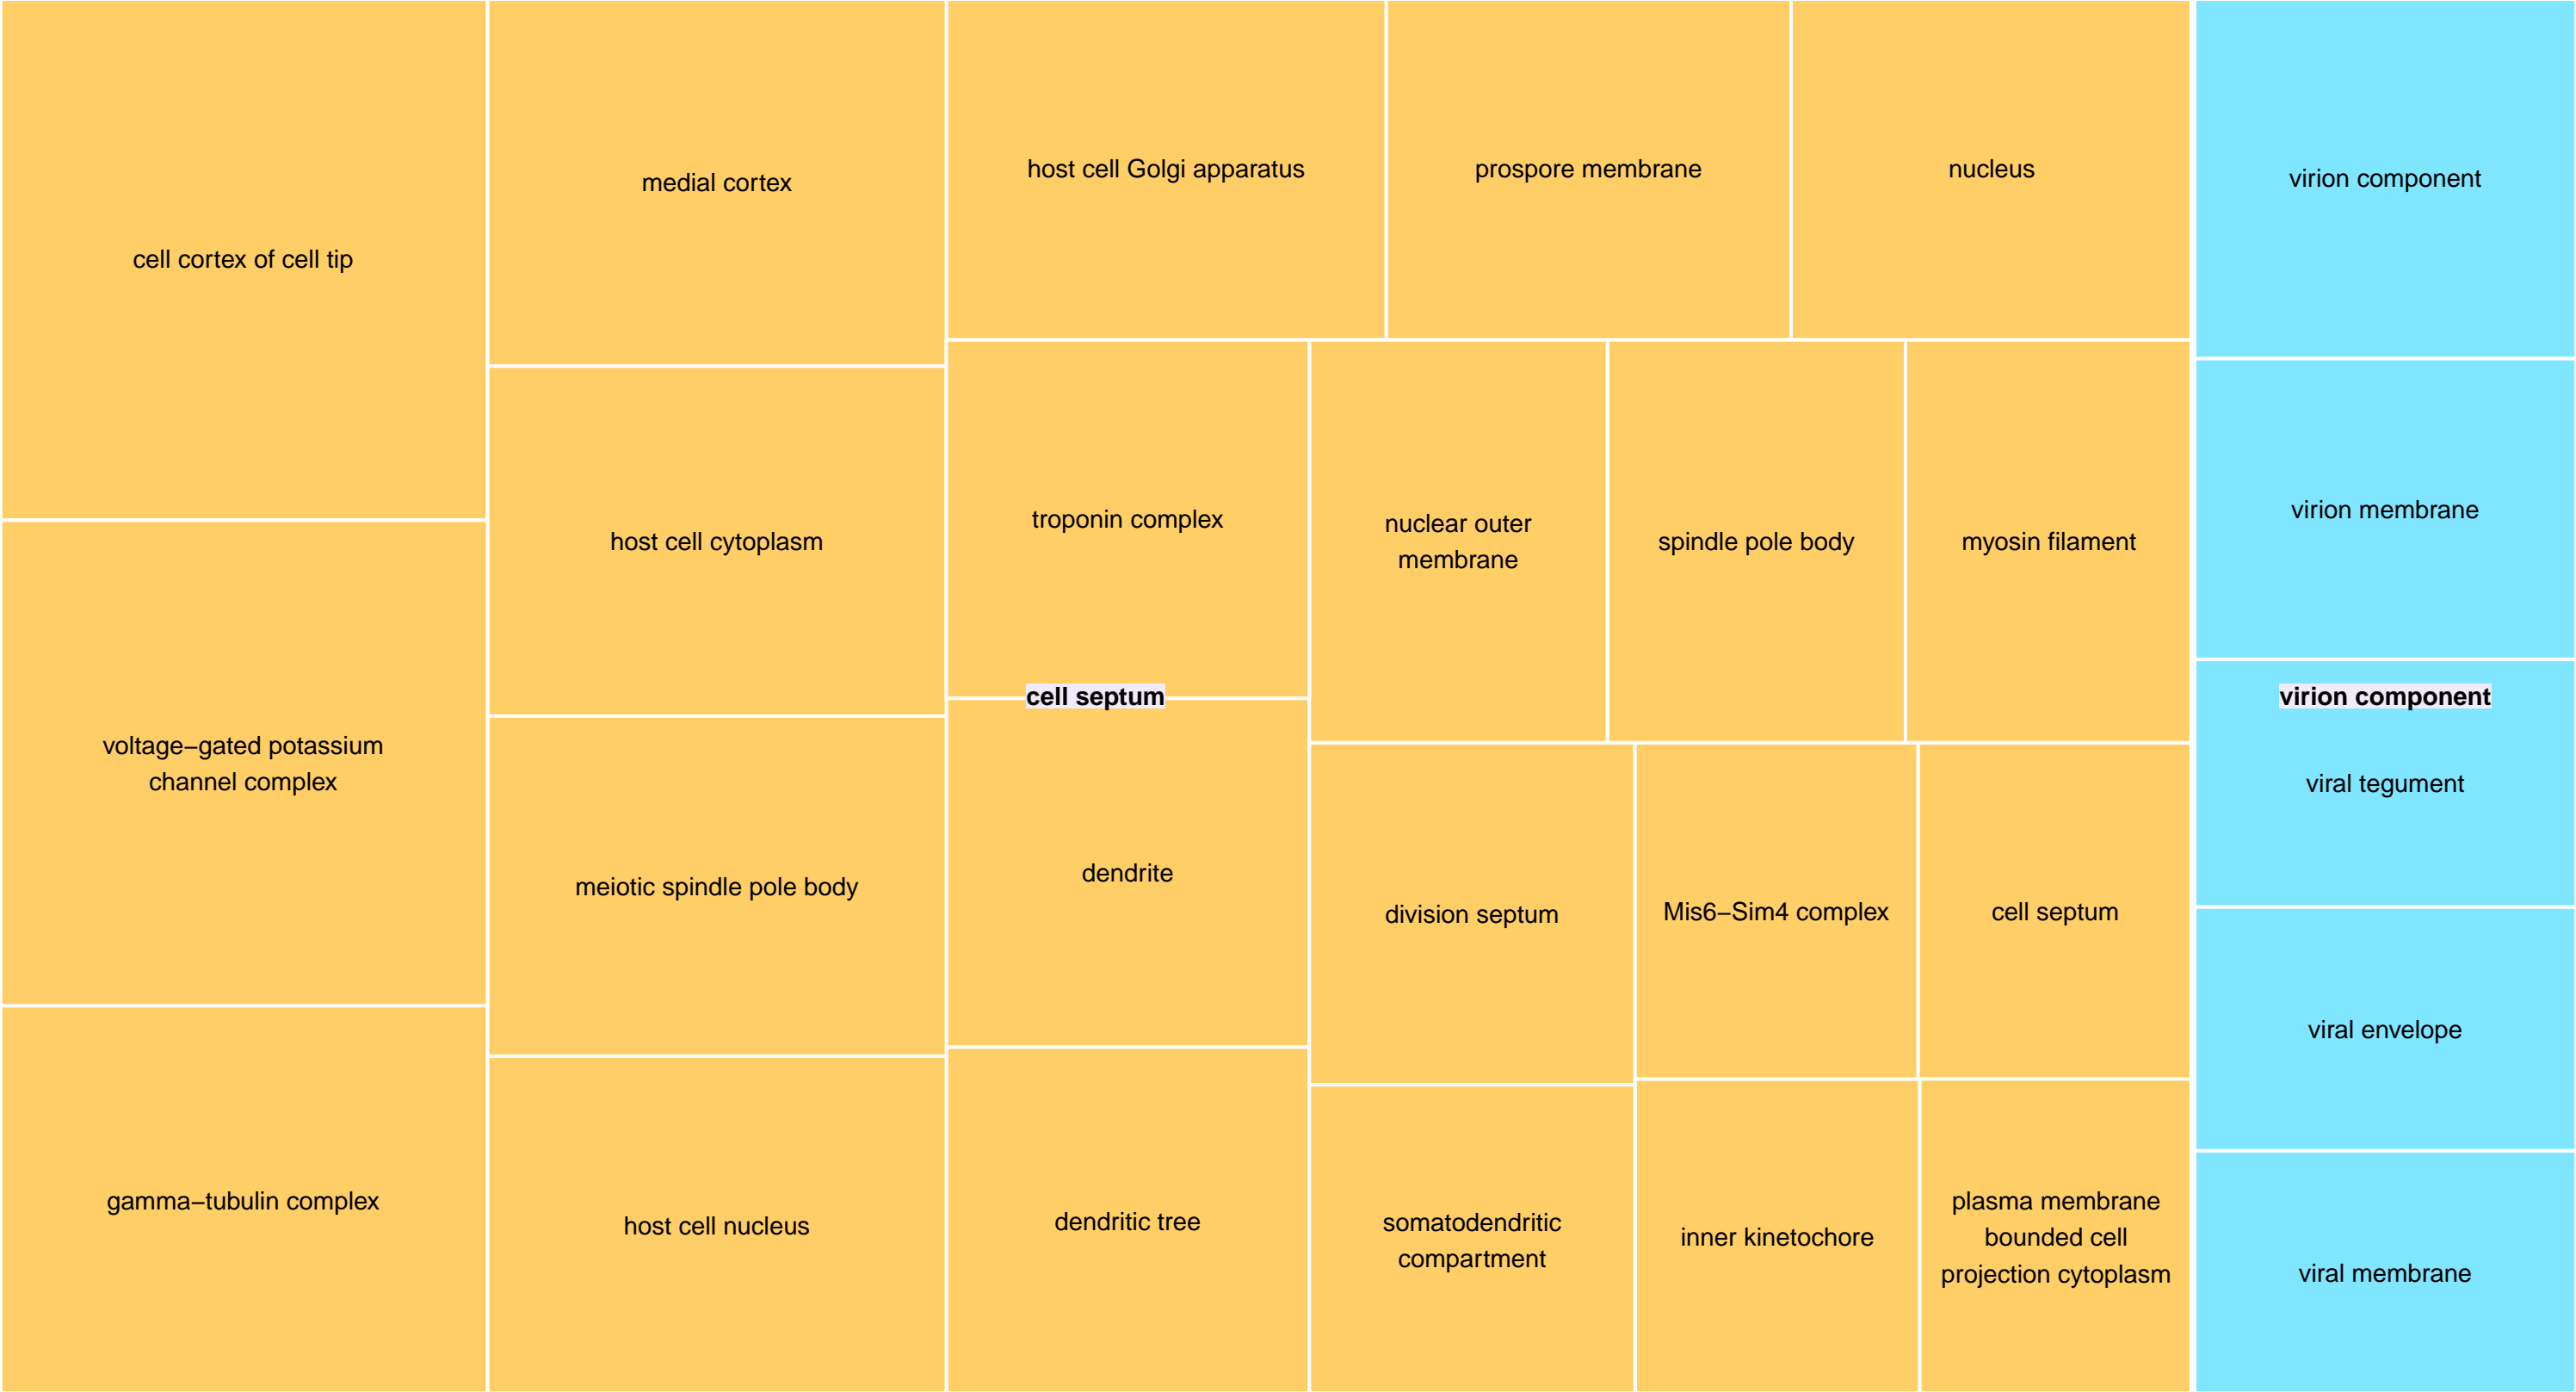 cell cortex of cell tip
voltage−gated potassium
channel complex
gamma−tubulin complex
medial cortex
host cell cytoplasm
meiotic spindle pole body
host cell nucleus
host cell Golgi apparatus
prospore membrane
nucleus
troponin complex
nuclear outer
membrane
spindle pole body
myosin filament
cell septum
dendrite
division septum
Mis6−Sim4 complex
cell septum
dendritic tree
somatodendritic
compartment
inner kinetochore
plasma membrane
bounded cell
projection cytoplasm
virion component
virion membrane
virion component
viral tegument
viral envelope
viral membrane